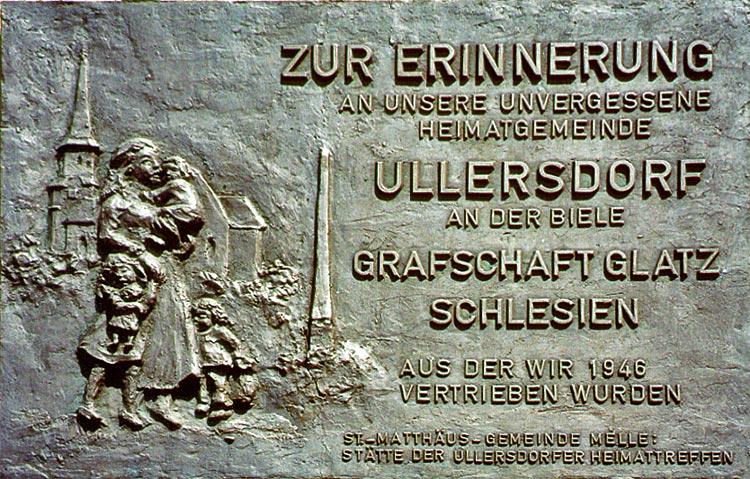 ZUR ERINNERUNG
AN UNSERE UNVERGESSENE
HEIMATGEMEINDE
ULLERSDORF
AN DER BIELE
GRAFSCHAFT GLATZ
SCHLESIEN
AUS DER WIR 1946
VERTRIEBEN WURDEN
ST.-MATTHÄUS-GEMEINDE MELLE:
STÄTTE DER ULLERSDORFER HEIMATTREFFEN